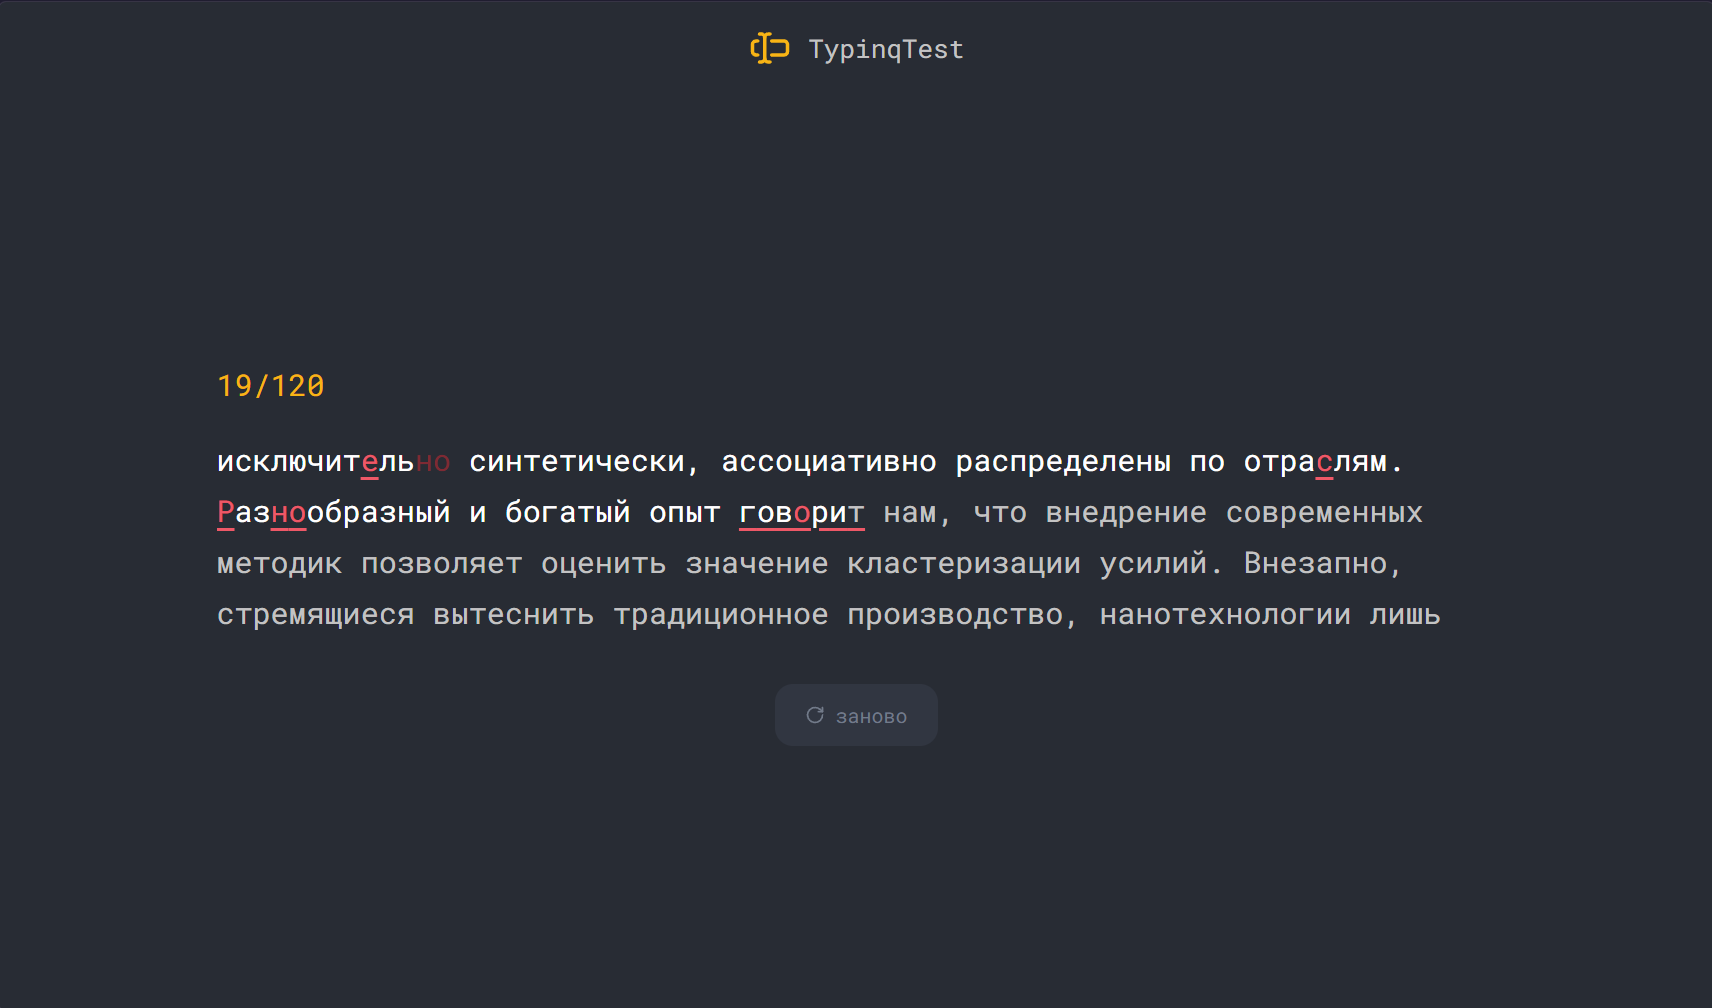 TypinqTest
19/120
исключительно синтетически, ассоциативно распределены по отраслям.
Разнообразный и богатый опыт говорит нам, что внедрение современных
методик позволяет оценить значение кластеризации усилий. Внезапно,
стремящиеся вытеснить традиционное производство, нанотехнологии лишь
заново